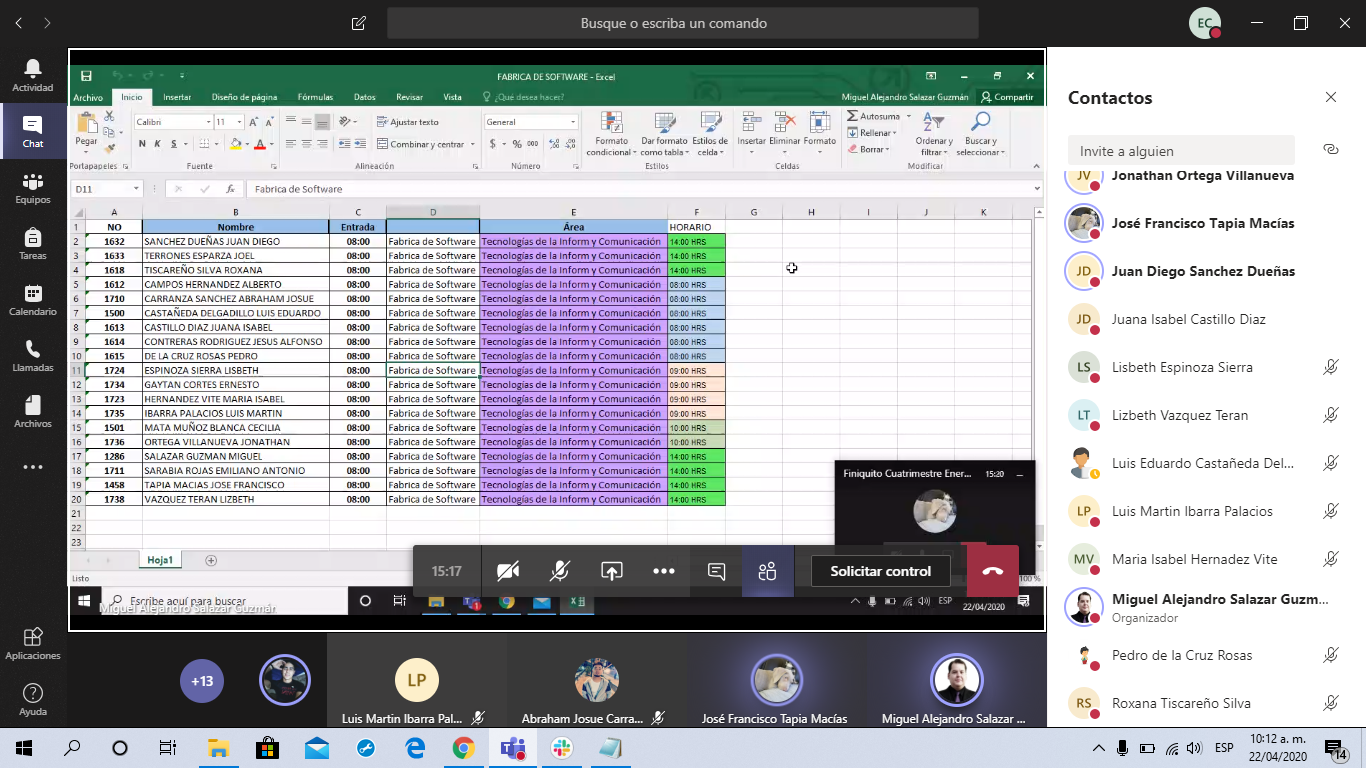 Busque o escriba un comando
EC
Actividad
Chat
Equipos
Tareas
Calendario
Llamadas
Archivos
Aplicaciones
Ayuda
FABRICA DE SOFTWARE - Excel
Archivo Inicio Insertar Diseño de página Fórmulas Datos Revisar Vista ¿Qué desea hacer? Miguel Alejandro Salazar Guzmán Compartir
Pegar
Calibri 11
N K S
Ajustar texto
Combinar y centrar
General
$ % 000
Formato condicional
Dar formato como tabla
Estilos de celda
Insertar Eliminar Formato
Autosuma
Rellenar
Borrar
Ordenar y filtrar
Buscar y seleccionar
Portapapeles Fuente Alineación Estilos Celdas Modificar
D11 fx Fabrica de Software
A B C D E F G H I J K
1 NO Nombre Entrada Área HORARIO
2 1632 SANCHEZ DUEÑAS JUAN DIEGO 08:00 Fabrica de Software Tecnologías de la Inform y Comunicación 14:00 HRS
3 1633 TERRONES ESPARZA JOEL 08:00 Fabrica de Software Tecnologías de la Inform y Comunicación 14:00 HRS
4 1618 TISCAREÑO SILVA ROXANA 08:00 Fabrica de Software Tecnologías de la Inform y Comunicación 14:00 HRS
5 1612 CAMPOS HERNANDEZ ALBERTO 08:00 Fabrica de Software Tecnologías de la Inform y Comunicación 08:00 HRS
6 1710 CARRANZA SANCHEZ ABRAHAM JOSUE 08:00 Fabrica de Software Tecnologías de la Inform y Comunicación 08:00 HRS
7 1500 CASTAÑEDA DELGADILLO LUIS EDUARDO 08:00 Fabrica de Software Tecnologías de la Inform y Comunicación 08:00 HRS
8 1613 CASTILLO DIAZ JUANA ISABEL 08:00 Fabrica de Software Tecnologías de la Inform y Comunicación 08:00 HRS
9 1614 CONTRERAS RODRIGUEZ JESUS ALFONSO 08:00 Fabrica de Software Tecnologías de la Inform y Comunicación 08:00 HRS
10 1615 DE LA CRUZ ROSAS PEDRO 08:00 Fabrica de Software Tecnologías de la Inform y Comunicación 08:00 HRS
11 1724 ESPINOZA SIERRA LISBETH 08:00 Fabrica de Software Tecnologías de la Inform y Comunicación 09:00 HRS
12 1734 GAYTAN CORTES ERNESTO 08:00 Fabrica de Software Tecnologías de la Inform y Comunicación 09:00 HRS
13 1723 HERNANDEZ VITE MARIA ISABEL 08:00 Fabrica de Software Tecnologías de la Inform y Comunicación 09:00 HRS
14 1735 IBARRA PALACIOS LUIS MARTIN 08:00 Fabrica de Software Tecnologías de la Inform y Comunicación 09:00 HRS
15 1501 MATA MUÑOZ BLANCA CECILIA 08:00 Fabrica de Software Tecnologías de la Inform y Comunicación 10:00 HRS
16 1736 ORTEGA VILLANUEVA JONATHAN 08:00 Fabrica de Software Tecnologías de la Inform y Comunicación 10:00 HRS
17 1286 SALAZAR GUZMAN MIGUEL 08:00 Fabrica de Software Tecnologías de la Inform y Comunicación 14:00 HRS
18 1711 SARABIA ROJAS EMILIANO ANTONIO 08:00 Fabrica de Software Tecnologías de la Inform y Comunicación 14:00 HRS
19 1458 TAPIA MACIAS JOSE FRANCISCO 08:00 Fabrica de Software Tecnologías de la Inform y Comunicación 14:00 HRS
20 1738 VAZQUEZ TERAN LIZBETH 08:00 Fabrica de Software Tecnologías de la Inform y Comunicación 14:00 HRS
21
22
23
Hoja1
Listo
100 %
Finiquito Cuatrimestre Ener... 15:20
15:17
Solicitar control
Escribe aquí para buscar
Miguel Alejandro Salazar Guzmán
ESP
22/04/2020
+13
LP
Luis Martin Ibarra Pal...
Abraham Josue Carra...
José Francisco Tapia Macías
Miguel Alejandro Salazar ...
Contactos
Invite a alguien
JV Jonathan Ortega Villanueva
José Francisco Tapia Macías
JD Juan Diego Sanchez Dueñas
JD Juana Isabel Castillo Diaz
LS Lisbeth Espinoza Sierra
LT Lizbeth Vazquez Teran
Luis Eduardo Castañeda Del...
LP Luis Martin Ibarra Palacios
MV Maria Isabel Hernadez Vite
Miguel Alejandro Salazar Guzm...
Organizador
Pedro de la Cruz Rosas
RS Roxana Tiscareño Silva
ESP
10:12 a. m.
22/04/2020
14